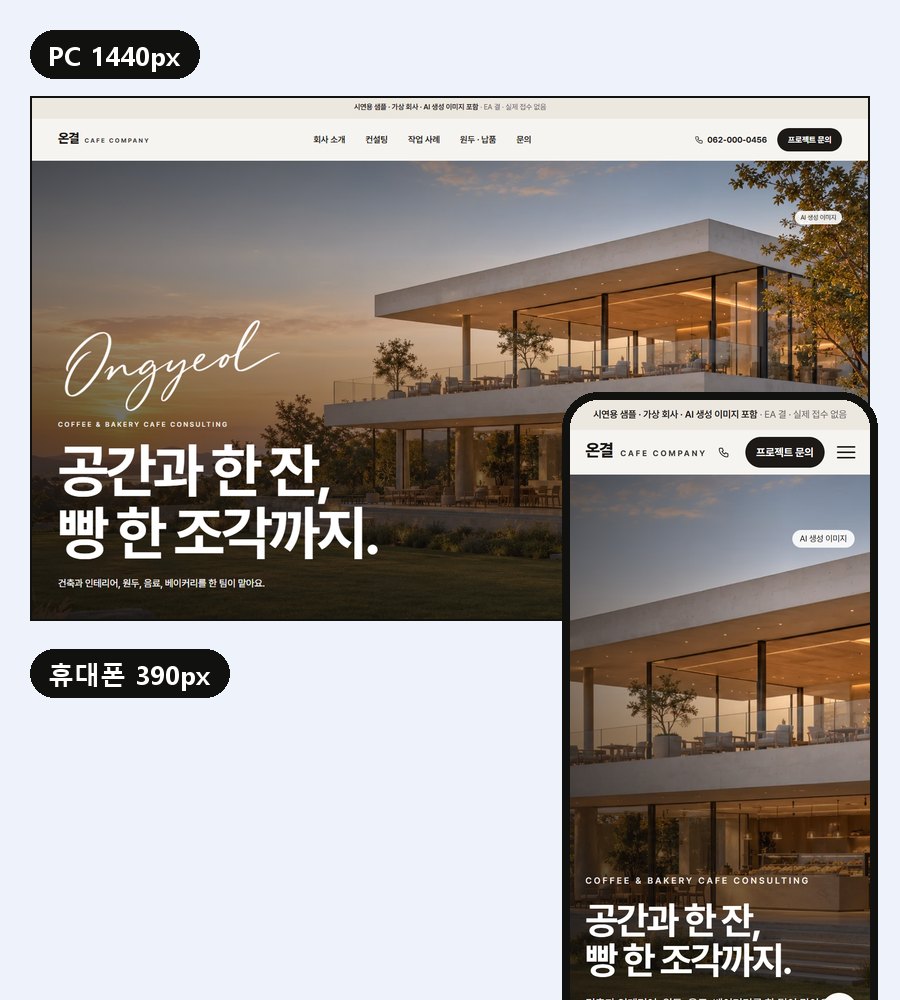 PC 1440px
시연용 샘플 · 가상 회사 · AI 생성 이미지 포함 · EA 결 · 실제 접수 없음
온결 CAFE COMPANY 회사 소개 컨설팅 작업 사례 원두 · 납품 문의 062-000-0456 프로젝트 문의
AI 생성 이미지
Ongyeol
COFFEE & BAKERY CAFE CONSULTING
공간과 한 잔,
빵 한 조각까지.
건축과 인테리어, 원두, 음료, 베이커리를 한 팀이 맡아요.
휴대폰 390px
시연용 샘플 · 가상 회사 · AI 생성 이미지 포함 · EA 결 · 실제 접수 없음
온결 CAFE COMPANY 프로젝트 문의
AI 생성 이미지
COFFEE & BAKERY CAFE CONSULTING
공간과 한 잔,
빵 한 조각까지.